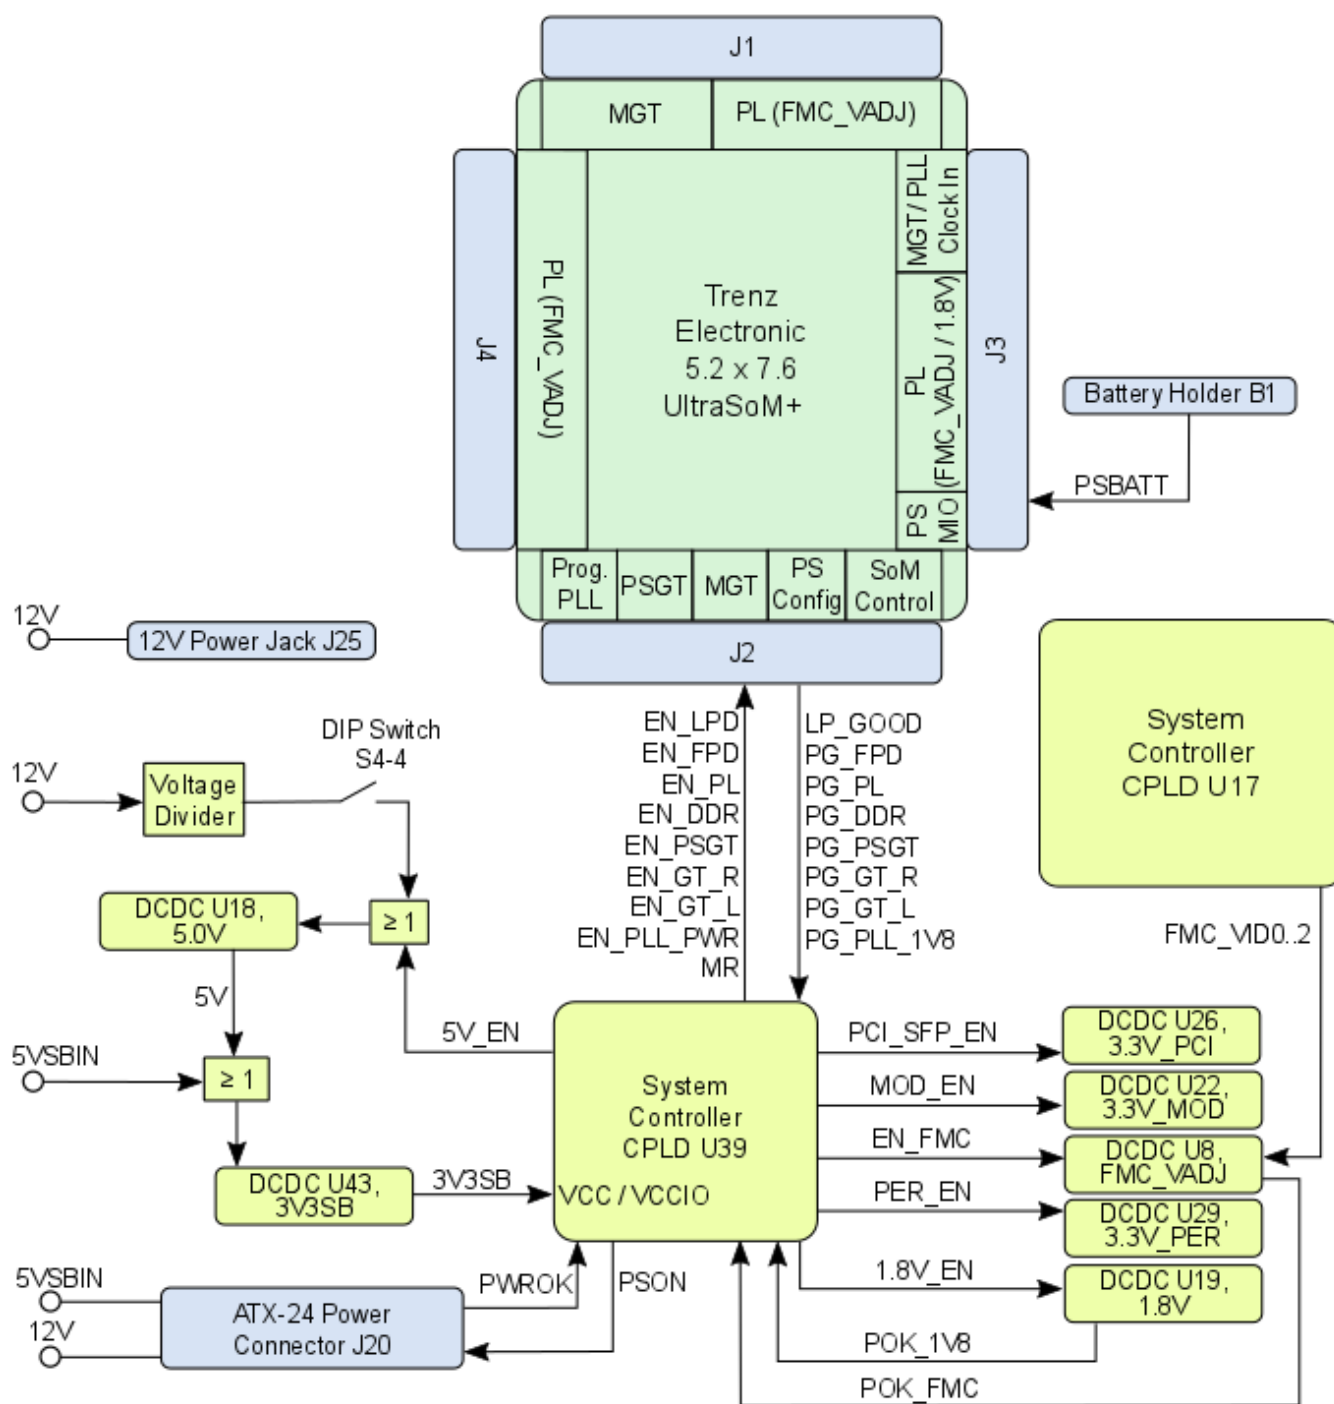 J1
MGT
PL (FMC_VADJ)
MGT/ PLL
Clock In
PL (FMC_VADJ)
J4
Trenz
Electronic
5.2 x 7.6
UltraSoM+
PL
(FMC_VADJ / 1.8V)
J3
Battery Holder B1
PSBATT
PS
MIO
Prog.
PLL
PSGT
MGT
PS
Config
SoM
Control
J2
12V
12V Power Jack J25
System
Controller
CPLD U17
DIP Switch
S4-4
12V
Voltage
Divider
EN_LPD
EN_FPD
EN_PL
EN_DDR
EN_PSGT
EN_GT_R
EN_GT_L
EN_PLL_PWR
MR
LP_GOOD
PG_FPD
PG_PL
PG_DDR
PG_PSGT
PG_GT_R
PG_GT_L
PG_PLL_1V8
DCDC U18,
5.0V
≥ 1
FMC_VID0..2
5V
5V_EN
5VSBIN
≥ 1
System
Controller
CPLD U39
VCC / VCCIO
PCI_SFP_EN
DCDC U26,
3.3V_PCI
MOD_EN
DCDC U22,
3.3V_MOD
EN_FMC
DCDC U8,
FMC_VADJ
DCDC U43,
3V3SB
3V3SB
PER_EN
DCDC U29,
3.3V_PER
1.8V_EN
DCDC U19,
1.8V
5VSBIN
12V
ATX-24 Power
Connector J20
PWROK
PSON
POK_1V8
POK_FMC